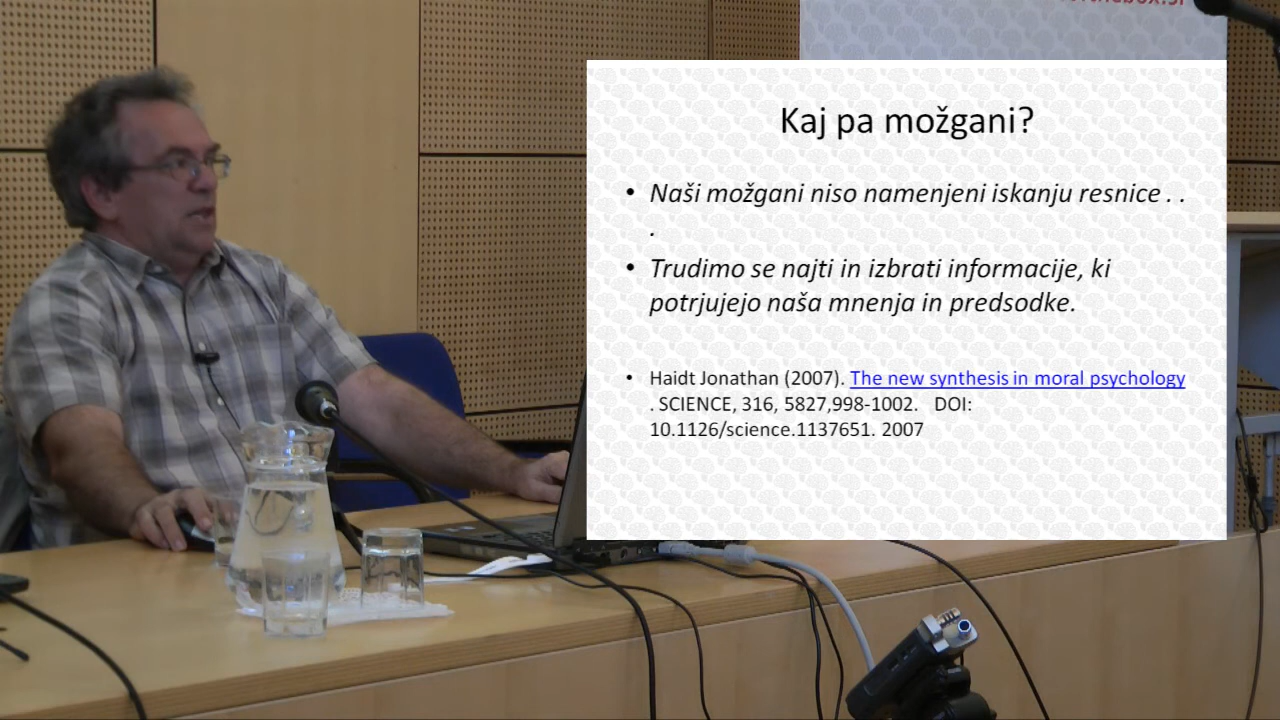 Kaj pa možgani?
• Naši možgani niso namenjeni iskanju resnice . .
.
• Trudimo se najti in izbrati informacije, ki
potrjujejo naša mnenja in predsodke.
• Haidt Jonathan (2007). The new synthesis in moral psychology
. SCIENCE, 316, 5827,998-1002. DOI:
10.1126/science.1137651. 2007